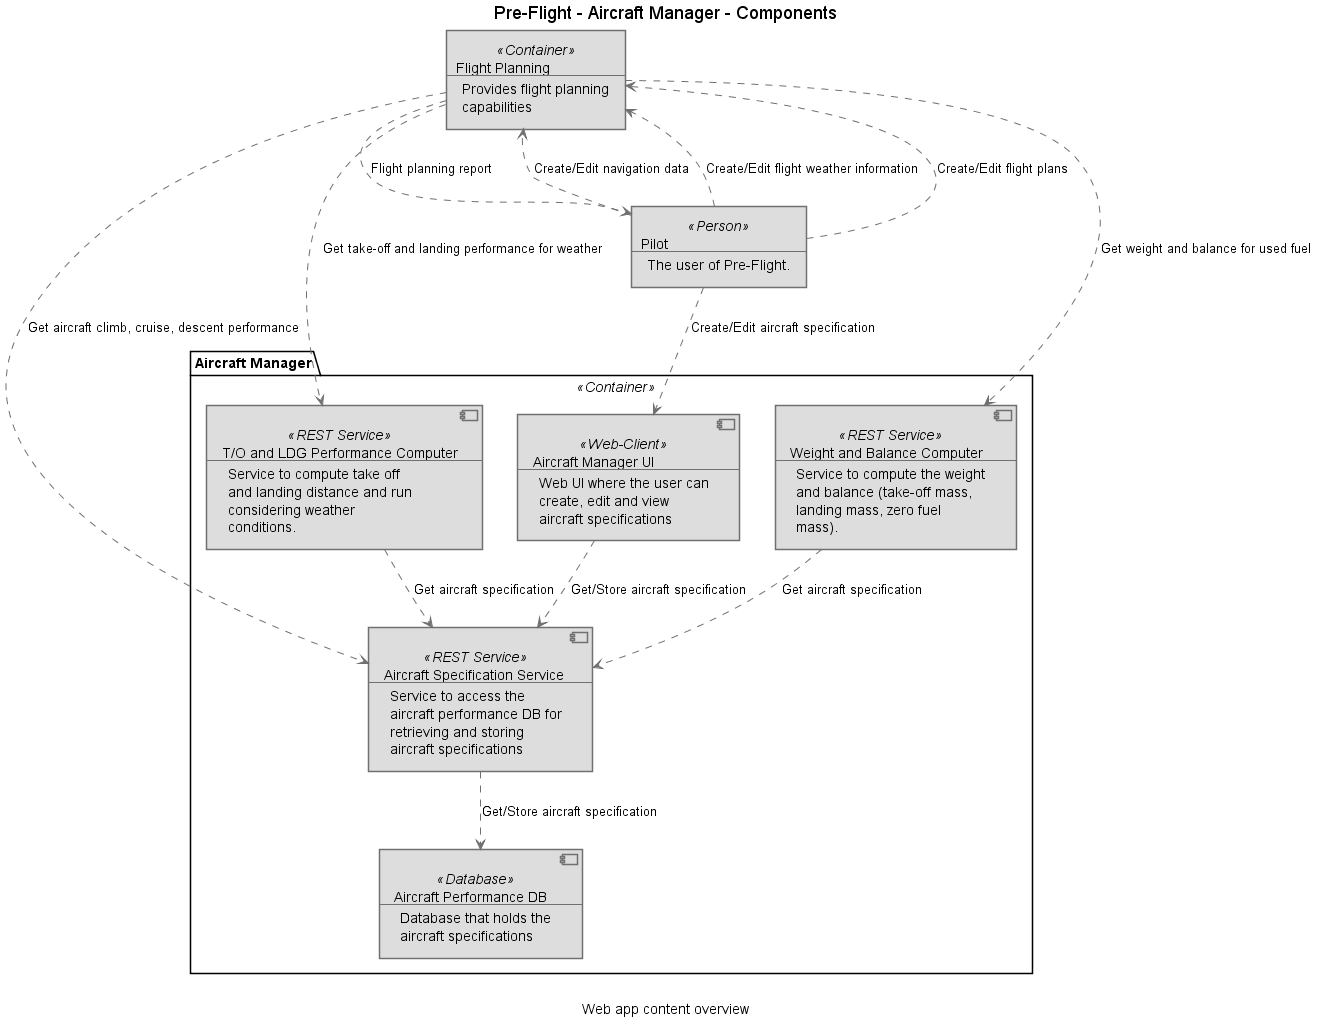 Pre-Flight - Aircraft Manager - Components
«Container»
Flight Planning
Provides flight planning
capabilities
Flight planning report
Create/Edit navigation data
Create/Edit flight weather information
Create/Edit flight plans
«Person»
Pilot
The user of Pre-Flight.
Get take-off and landing performance for weather
Get weight and balance for used fuel
Get aircraft climb, cruise, descent performance
Create/Edit aircraft specification
Aircraft Manager
«Container»
«REST Service»
T/O and LDG Performance Computer
Service to compute take off
and landing distance and run
considering weather
conditions.
«Web-Client»
Aircraft Manager UI
Web UI where the user can
create, edit and view
aircraft specifications
«REST Service»
Weight and Balance Computer
Service to compute the weight
and balance (take-off mass,
landing mass, zero fuel
mass).
Get aircraft specification
Get/Store aircraft specification
Get aircraft specification
«REST Service»
Aircraft Specification Service
Service to access the
aircraft performance DB for
retrieving and storing
aircraft specifications
Get/Store aircraft specification
«Database»
Aircraft Performance DB
Database that holds the
aircraft specifications
Web app content overview